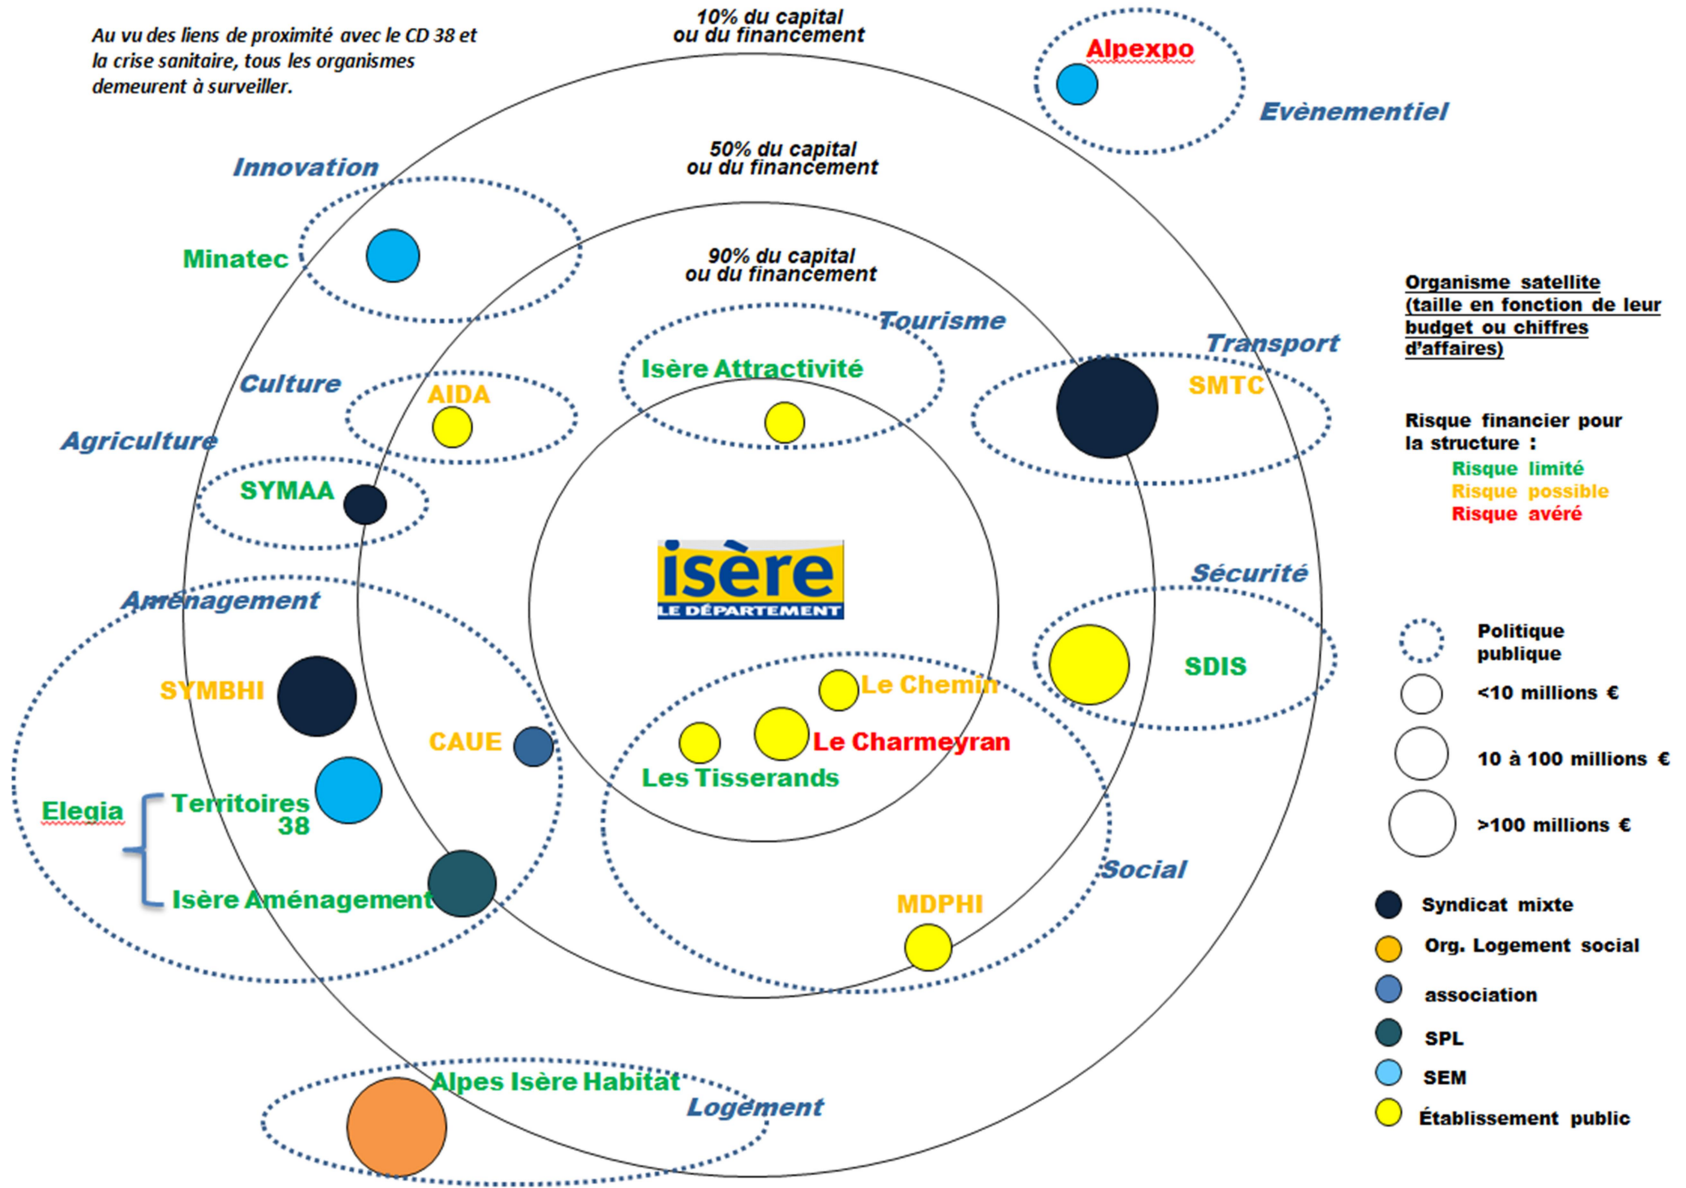 Au vu des liens de proximité avec le CD 38 et
la crise sanitaire, tous les organismes
demeurent à surveiller.
10% du capital
ou du financement
Alpexpo
Evènementiel
50% du capital
ou du financement
Innovation
Minatec
90% du capital
ou du financement
Organisme satellite
(taille en fonction de leur
budget ou chiffres
d'affaires)
Tourisme
Isère Attractivité
Transport
SMTC
Culture
AIDA
Agriculture
SYMAA
Risque financier pour
la structure :
Risque limité
Risque possible
Risque avéré
isère
LE DÉPARTEMENT
Sécurité
SDIS
Aménagement
SYMBHI
CAUE
Elegia
Territoires
38
Isère Aménagement
Le Chemin
Le Charmeyran
Les Tisserands
Social
MDPHI
Alpes Isère Habitat
Logement
Politique
publique
<10 millions €
10 à 100 millions €
>100 millions €
Syndicat mixte
Org. Logement social
association
SPL
SEM
Établissement public